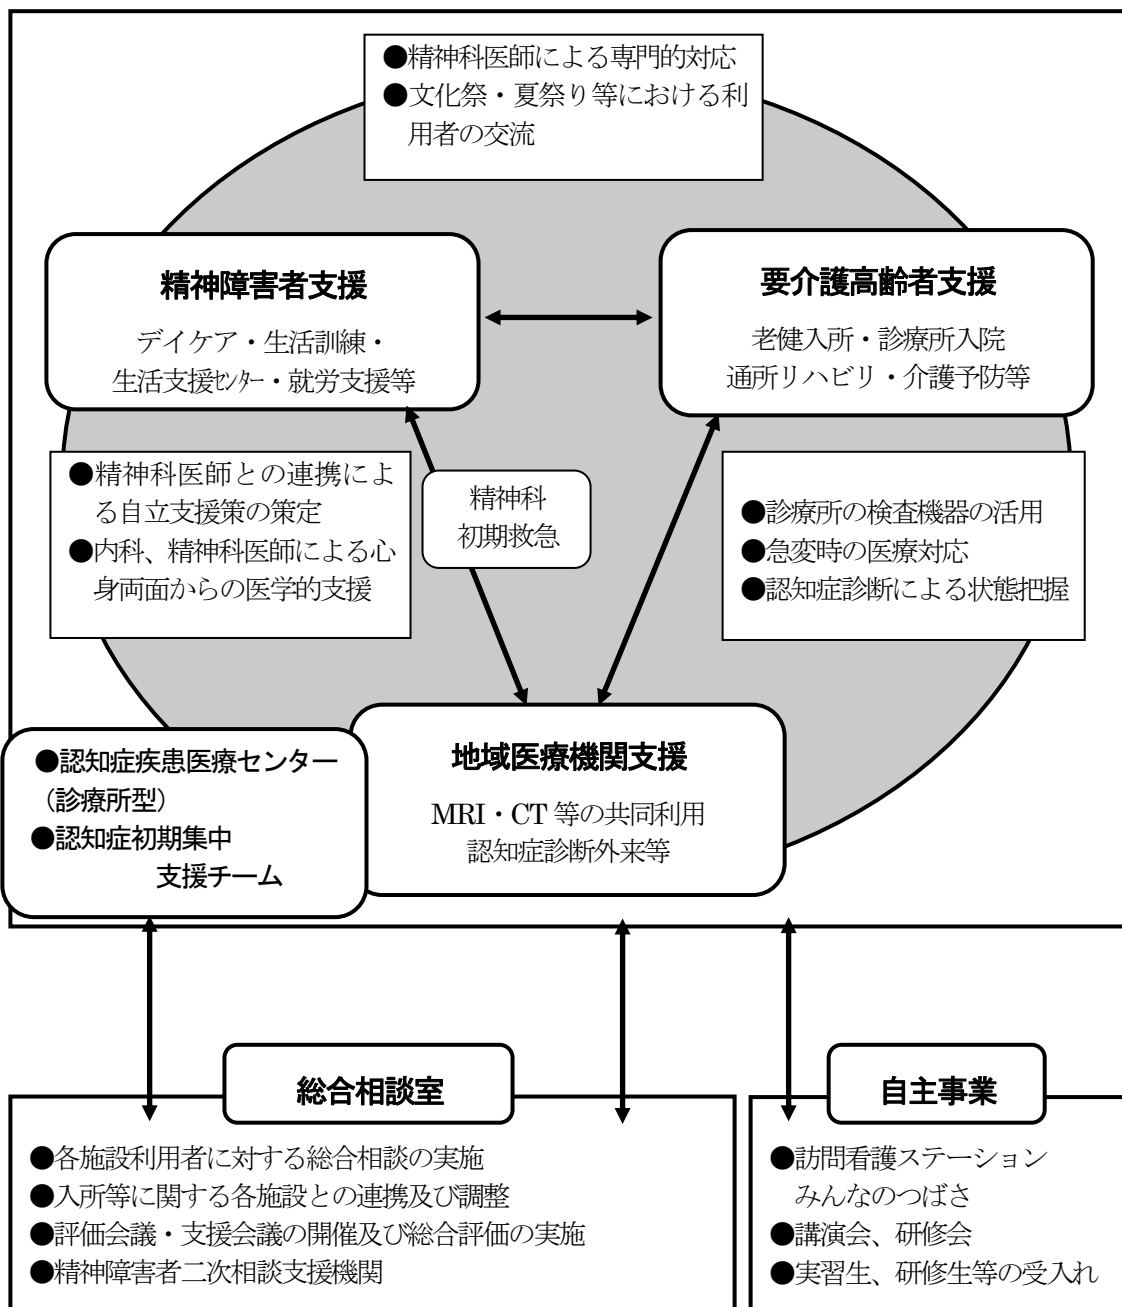 ●精神科医師による専門的対応
●文化祭・夏祭り等における利
用者の交流
精神障害者支援
デイケア・生活訓練・
生活支援ｾﾝﾀｰ・就労支援等
要介護高齢者支援
老健入所・診療所入院
通所リハビリ・介護予防等
●精神科医師との連携によ
る自立支援策の策定
●内科、精神科医師による心
身両面からの医学的支援
精神科
初期救急
●診療所の検査機器の活用
●急変時の医療対応
●認知症診断による状態把握
●認知症疾患医療センター
（診療所型）
●認知症初期集中
支援チーム
地域医療機関支援
MRI・CT 等の共同利用
認知症診断外来等
総合相談室
●各施設利用者に対する総合相談の実施
●入所等に関する各施設との連携及び調整
●評価会議・支援会議の開催及び総合評価の実施
●精神障害者二次相談支援機関
自主事業
●訪問看護ステーション
みんなのつばさ
●講演会、研修会
●実習生、研修生等の受入れ